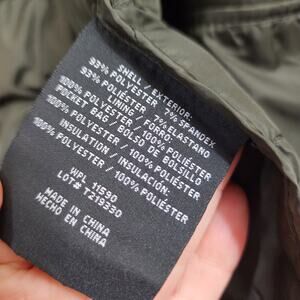 SHELL / EXTERIOR:
93% POLYESTER / 7% SPANDEX
93% POLIÉSTER / 7% ELASTANO
LINING / FORRO:
100% POLYESTER / 100% POLIÉSTER
POCKET BAG / BOLSO DE BOLSILLO
100% POLYESTER / 100% POLIÉSTER
INSULATION / INSULACIÓN:
100% POLYESTER / 100% POLIÉSTER
WPL 11590
LOT# 7219330
MADE IN CHINA
HECHO EN CHINA